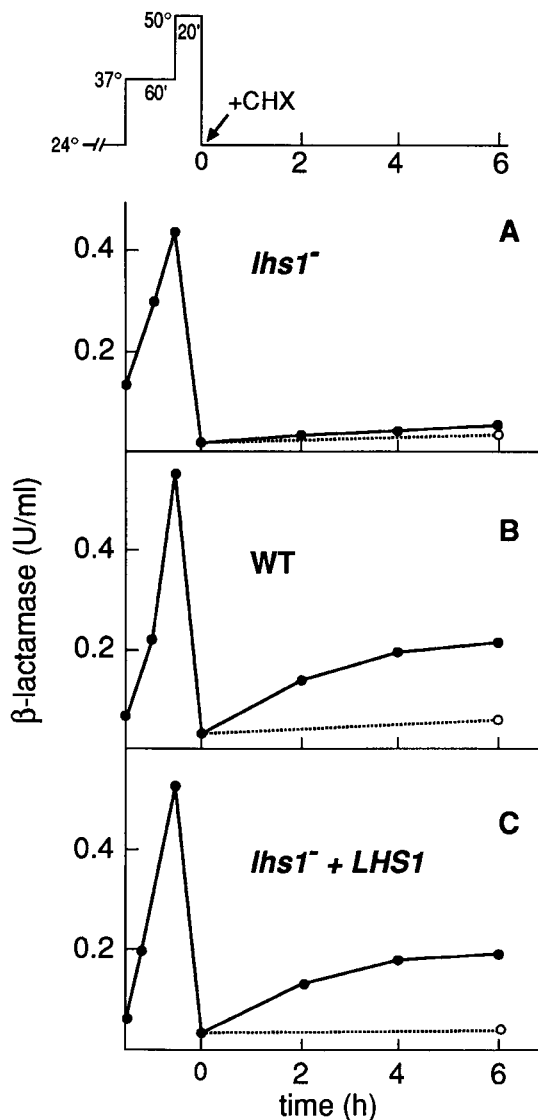 50°
20'
37°
60'
+CHX
24°
0 2 4 6
A
lhs1⁻
0.4
0.2
B
WT
0.4
0.2
C
lhs1⁻ + LHS1
0.4
0.2
β-lactamase (U/ml)
0 2 4 6
time (h)